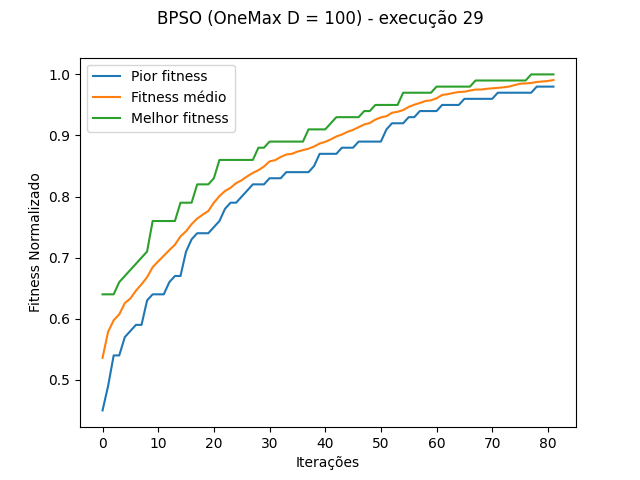 BPSO (OneMax D = 100) - execução 29
Pior fitness
Fitness médio
Melhor fitness
Fitness Normalizado
1.0
0.9
0.8
0.7
0.6
0.5
0 10 20 30 40 50 60 70 80
Iterações